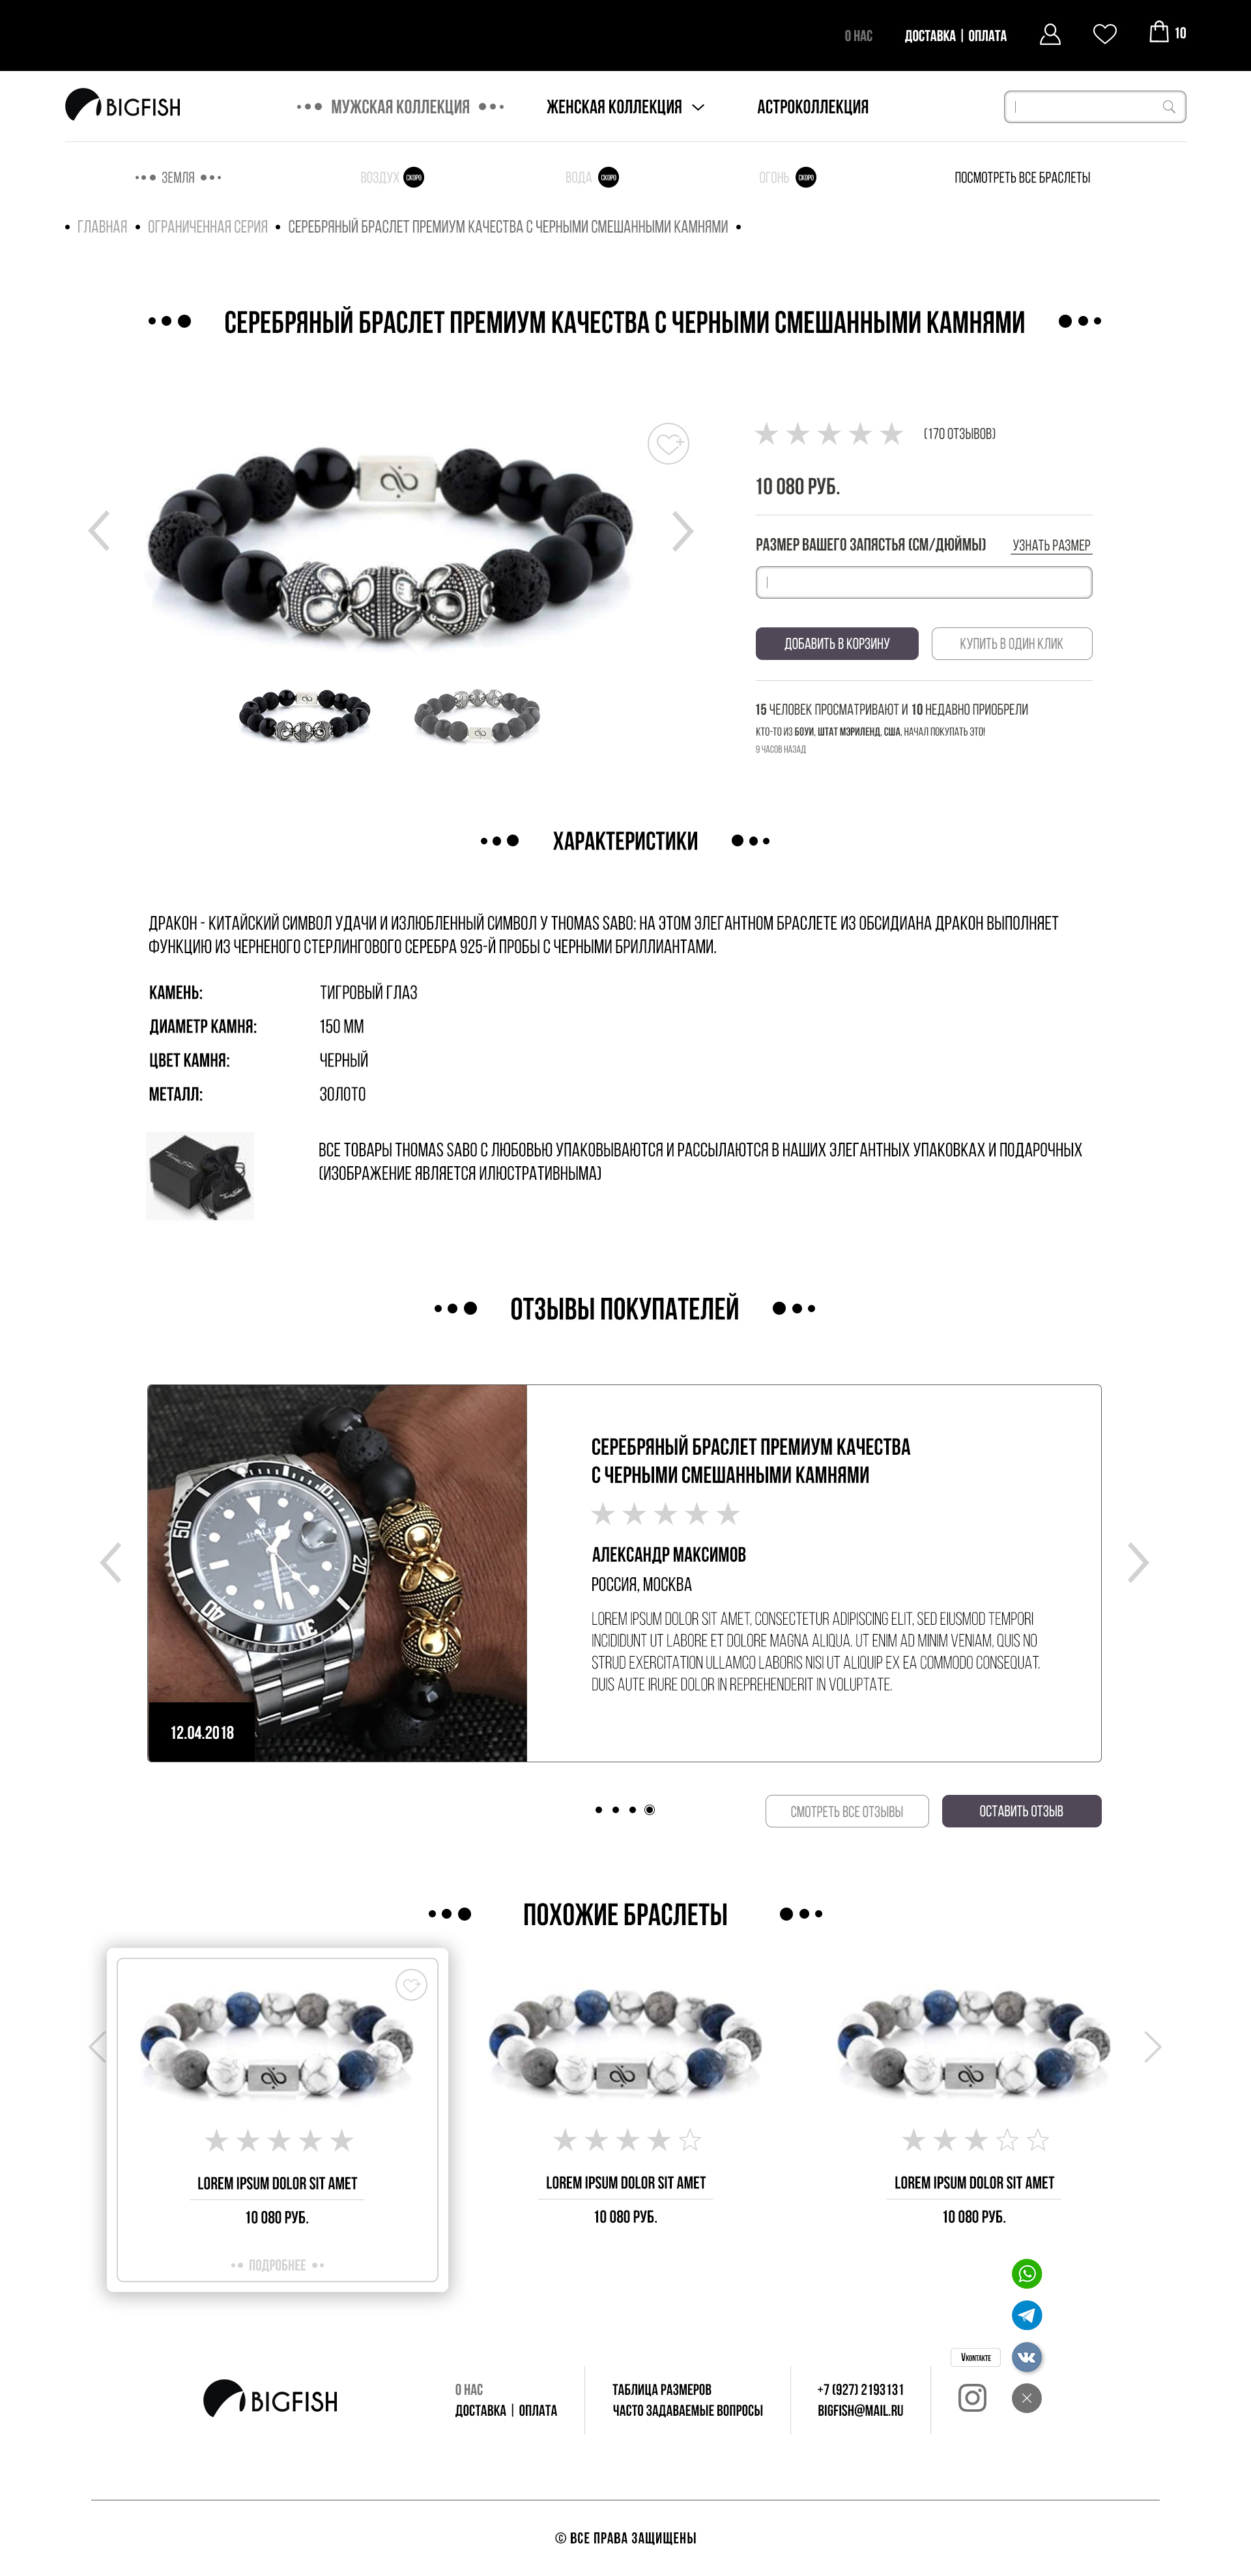 О НАС
ДОСТАВКА | ОПЛАТА
10
BIGFISH
МУЖСКАЯ КОЛЛЕКЦИЯ
ЖЕНСКАЯ КОЛЛЕКЦИЯ
АСТРОКОЛЛЕКЦИЯ
ЗЕМЛЯ
ВОЗДУХ СКОРО
ВОДА СКОРО
ОГОНЬ СКОРО
ПОСМОТРЕТЬ ВСЕ БРАСЛЕТЫ
• ГЛАВНАЯ • ОГРАНИЧЕННАЯ СЕРИЯ • СЕРЕБРЯНЫЙ БРАСЛЕТ ПРЕМИУМ КАЧЕСТВА С ЧЕРНЫМИ СМЕШАННЫМИ КАМНЯМИ •
СЕРЕБРЯНЫЙ БРАСЛЕТ ПРЕМИУМ КАЧЕСТВА С ЧЕРНЫМИ СМЕШАННЫМИ КАМНЯМИ
(170 ОТЗЫВОВ)
10 080 РУБ.
РАЗМЕР ВАШЕГО ЗАПЯСТЬЯ (СМ/ДЮЙМЫ)
УЗНАТЬ РАЗМЕР
ДОБАВИТЬ В КОРЗИНУ
КУПИТЬ В ОДИН КЛИК
15 ЧЕЛОВЕК ПРОСМАТРИВАЮТ И 10 НЕДАВНО ПРИОБРЕЛИ
КТО-ТО ИЗ БОУИ, ШТАТ МЭРИЛЕНД, США, НАЧАЛ ПОКУПАТЬ ЭТО!
9 ЧАСОВ НАЗАД
ХАРАКТЕРИСТИКИ
ДРАКОН - КИТАЙСКИЙ СИМВОЛ УДАЧИ И ИЗЛЮБЛЕННЫЙ СИМВОЛ У THOMAS SABO: НА ЭТОМ ЭЛЕГАНТНОМ БРАСЛЕТЕ ИЗ ОБСИДИАНА ДРАКОН ВЫПОЛНЯЕТ
ФУНКЦИЮ ИЗ ЧЕРНЕНОГО СТЕРЛИНГОВОГО СЕРЕБРА 925-Й ПРОБЫ С ЧЕРНЫМИ БРИЛЛИАНТАМИ.
КАМЕНЬ: ТИГРОВЫЙ ГЛАЗ
ДИАМЕТР КАМНЯ: 150 ММ
ЦВЕТ КАМНЯ: ЧЕРНЫЙ
МЕТАЛЛ: ЗОЛОТО
ВСЕ ТОВАРЫ THOMAS SABO С ЛЮБОВЬЮ УПАКОВЫВАЮТСЯ И РАССЫЛАЮТСЯ В НАШИХ ЭЛЕГАНТНЫХ УПАКОВКАХ И ПОДАРОЧНЫХ
(ИЗОБРАЖЕНИЕ ЯВЛЯЕТСЯ ИЛЮСТРАТИВНЫМА)
ОТЗЫВЫ ПОКУПАТЕЛЕЙ
50
20
40
30
12.04.2018
СЕРЕБРЯНЫЙ БРАСЛЕТ ПРЕМИУМ КАЧЕСТВА
С ЧЕРНЫМИ СМЕШАННЫМИ КАМНЯМИ
АЛЕКСАНДР МАКСИМОВ
РОССИЯ, МОСКВА
LOREM IPSUM DOLOR SIT AMET, CONSECTETUR ADIPISCING ELIT, SED EIUSMOD TEMPORI
INCIDIDUNT UT LABORE ET DOLORE MAGNA ALIQUA. UT ENIM AD MINIM VENIAM, QUIS NO
STRUD EXERCITATION ULLAMCO LABORIS NISI UT ALIQUIP EX EA COMMODO CONSEQUAT.
DUIS AUTE IRURE DOLOR IN REPREHENDERIT IN VOLUPTATE.
СМОТРЕТЬ ВСЕ ОТЗЫВЫ
ОСТАВИТЬ ОТЗЫВ
ПОХОЖИЕ БРАСЛЕТЫ
LOREM IPSUM DOLOR SIT AMET
10 080 РУБ.
ПОДРОБНЕЕ
LOREM IPSUM DOLOR SIT AMET
10 080 РУБ.
LOREM IPSUM DOLOR SIT AMET
10 080 РУБ.
BIGFISH
О НАС
ДОСТАВКА | ОПЛАТА
ТАБЛИЦА РАЗМЕРОВ
ЧАСТО ЗАДАВАЕМЫЕ ВОПРОСЫ
+7 (927) 2193131
BIGFISH@MAIL.RU
VKONTAKTE
© ВСЕ ПРАВА ЗАЩИЩЕНЫ